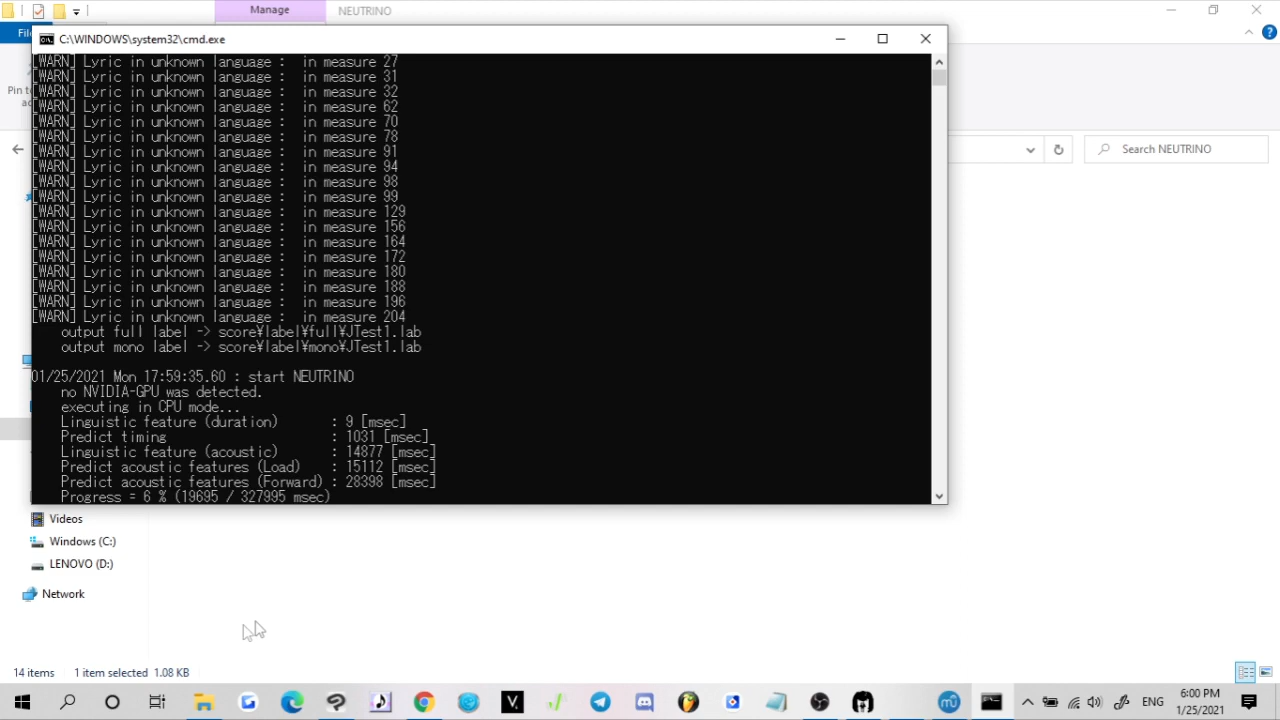 Manage
NEUTRINO
File
C:\WINDOWS\system32\cmd.exe
[WARN] Lyric in unknown language :  in measure 27
[WARN] Lyric in unknown language :  in measure 31
[WARN] Lyric in unknown language :  in measure 32
[WARN] Lyric in unknown language :  in measure 62
[WARN] Lyric in unknown language :  in measure 70
[WARN] Lyric in unknown language :  in measure 78
[WARN] Lyric in unknown language :  in measure 91
[WARN] Lyric in unknown language :  in measure 94
[WARN] Lyric in unknown language :  in measure 98
[WARN] Lyric in unknown language :  in measure 99
[WARN] Lyric in unknown language :  in measure 129
[WARN] Lyric in unknown language :  in measure 156
[WARN] Lyric in unknown language :  in measure 164
[WARN] Lyric in unknown language :  in measure 172
[WARN] Lyric in unknown language :  in measure 180
[WARN] Lyric in unknown language :  in measure 188
[WARN] Lyric in unknown language :  in measure 196
[WARN] Lyric in unknown language :  in measure 204
output full label -> score¥label¥full¥JTest1.lab
output mono label -> score¥label¥mono¥JTest1.lab
01/25/2021 Mon 17:59:35.60 : start NEUTRINO
no NVIDIA-GPU was detected.
executing in CPU mode...
Linguistic feature (duration) : 9 [msec]
Predict timing : 1031 [msec]
Linguistic feature (acoustic) : 14877 [msec]
Predict acoustic features (Load) : 15112 [msec]
Predict acoustic features (Forward) : 28398 [msec]
Progress = 6 % (19695 / 327995 msec)
Search NEUTRINO
Videos
Windows (C:)
LENOVO (D:)
Network
14 items 1 item selected 1.08 KB
ENG
6:00 PM
1/25/2021